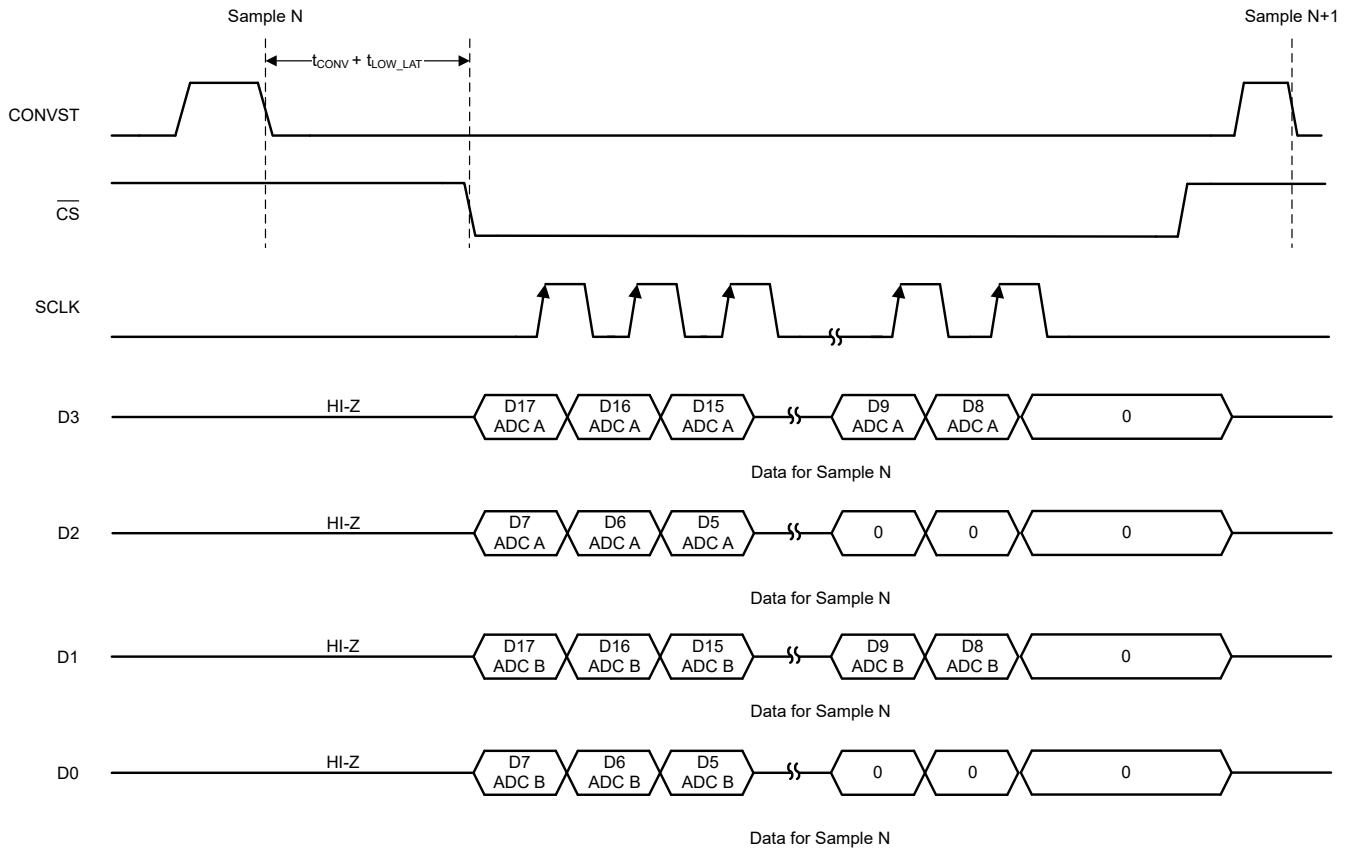 Sample N
Sample N+1
tCONV + tLOW_LAT
CONVST
CS
SCLK
D3
HI-Z
D17
ADC A
D16
ADC A
D15
ADC A
D9
ADC A
D8
ADC A
0
Data for Sample N
D2
HI-Z
D7
ADC A
D6
ADC A
D5
ADC A
0
0
0
Data for Sample N
D1
HI-Z
D17
ADC B
D16
ADC B
D15
ADC B
D9
ADC B
D8
ADC B
0
Data for Sample N
D0
HI-Z
D7
ADC B
D6
ADC B
D5
ADC B
0
0
0
Data for Sample N